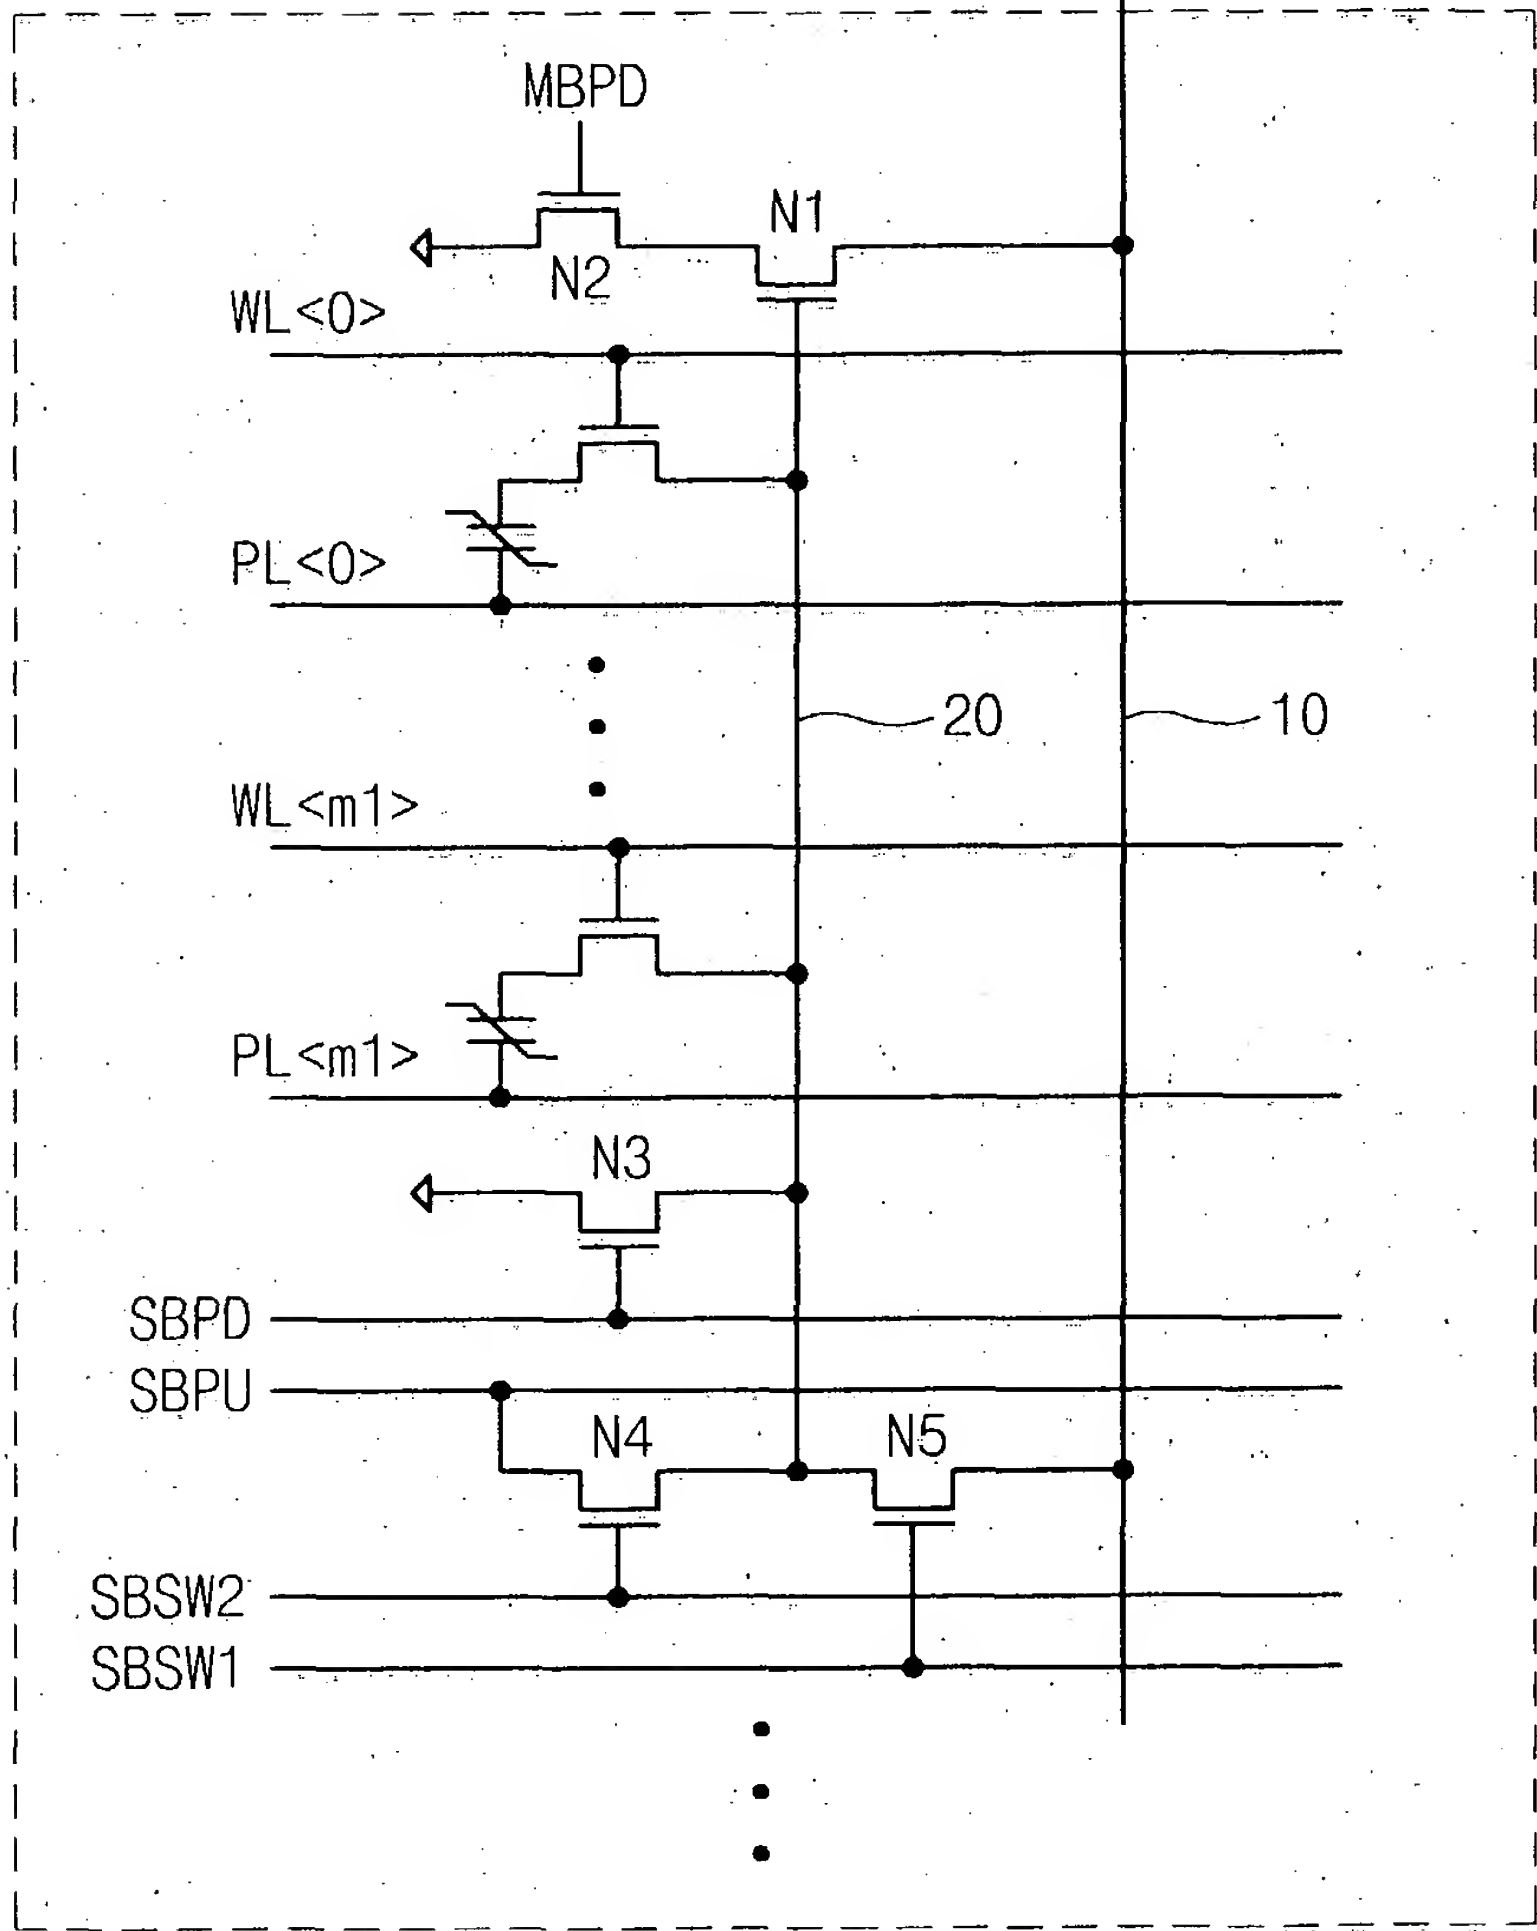 MBPD
N1
N2
WL<0>
PL<0>
20
10
WL<m1>
PL<m1>
N3
SBPD
SBPU
N4
N5
SBSW2
SBSW1